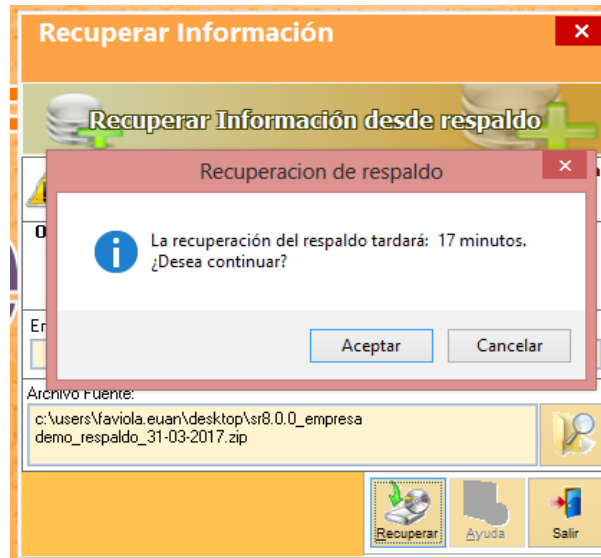 Recuperar Información
Recuperar Información desde respaldo
Recuperacion de respaldo
La recuperación del respaldo tardará: 17 minutos.
¿Desea continuar?
Aceptar Cancelar
Archivo Fuente:
c:\users\faviola.euan\desktop\sr8.0.0_empresa
demo_respaldo_31-03-2017.zip
Recuperar Ayuda Salir